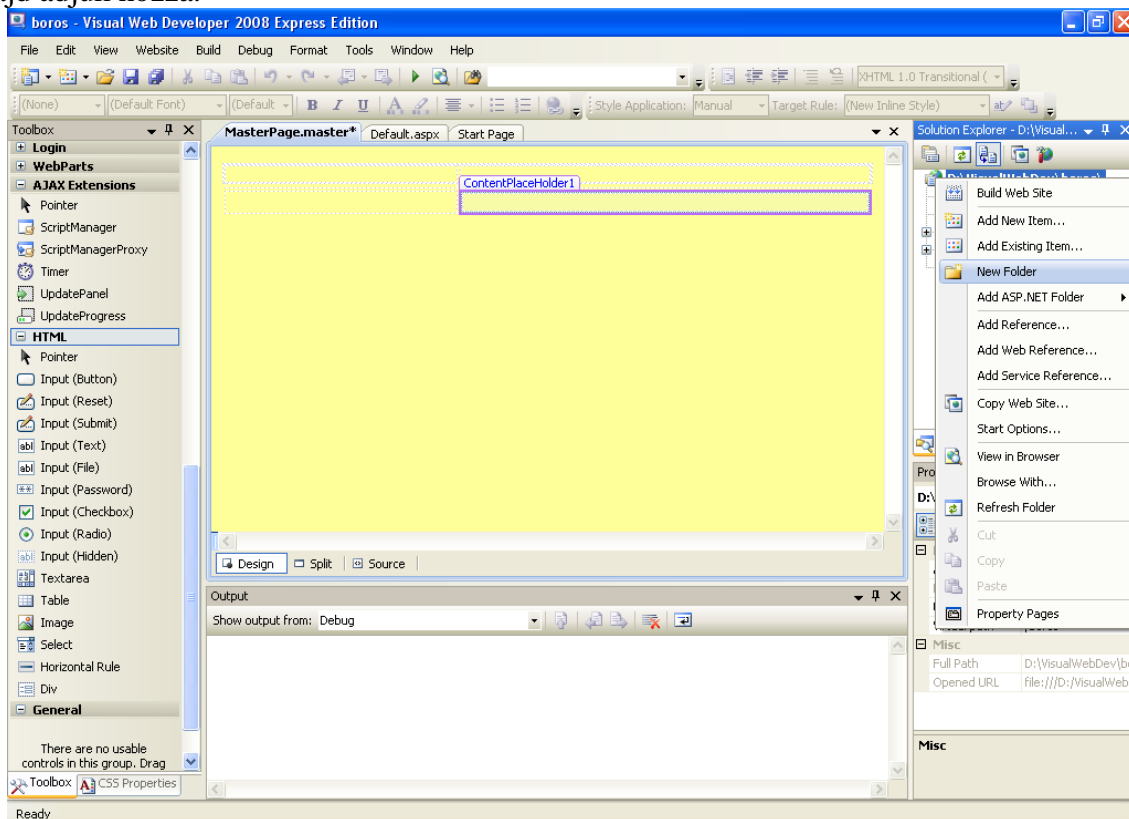 boros - Visual Web Developer 2008 Express Edition
File Edit View Website Build Debug Format Tools Window Help
XHTML 1.0 Transitional (
(None) (Default Font) (Default B I U A Style Application: Manual Target Rule: (New Inline Style)
Toolbox
Login
WebParts
AJAX Extensions
Pointer
ScriptManager
ScriptManagerProxy
Timer
UpdatePanel
UpdateProgress
HTML
Pointer
Input (Button)
Input (Reset)
Input (Submit)
Input (Text)
Input (File)
Input (Password)
Input (Checkbox)
Input (Radio)
Input (Hidden)
Textarea
Table
Image
Select
Horizontal Rule
Div
General
There are no usable
controls in this group. Drag
Toolbox CSS Properties
MasterPage.master* Default.aspx Start Page
ContentPlaceHolder1
Design Split Source
Output
Show output from: Debug
Solution Explorer - D:\Visual...
Build Web Site
Add New Item...
Add Existing Item...
New Folder
Add ASP.NET Folder
Add Reference...
Add Web Reference...
Add Service Reference...
Copy Web Site...
Start Options...
View in Browser
Browse With...
Refresh Folder
Cut
Copy
Paste
Property Pages
Pro
D:\
Misc
Full Path D:\VisualWebDev\b
Opened URL file:///D:/VisualWeb
Misc
Ready